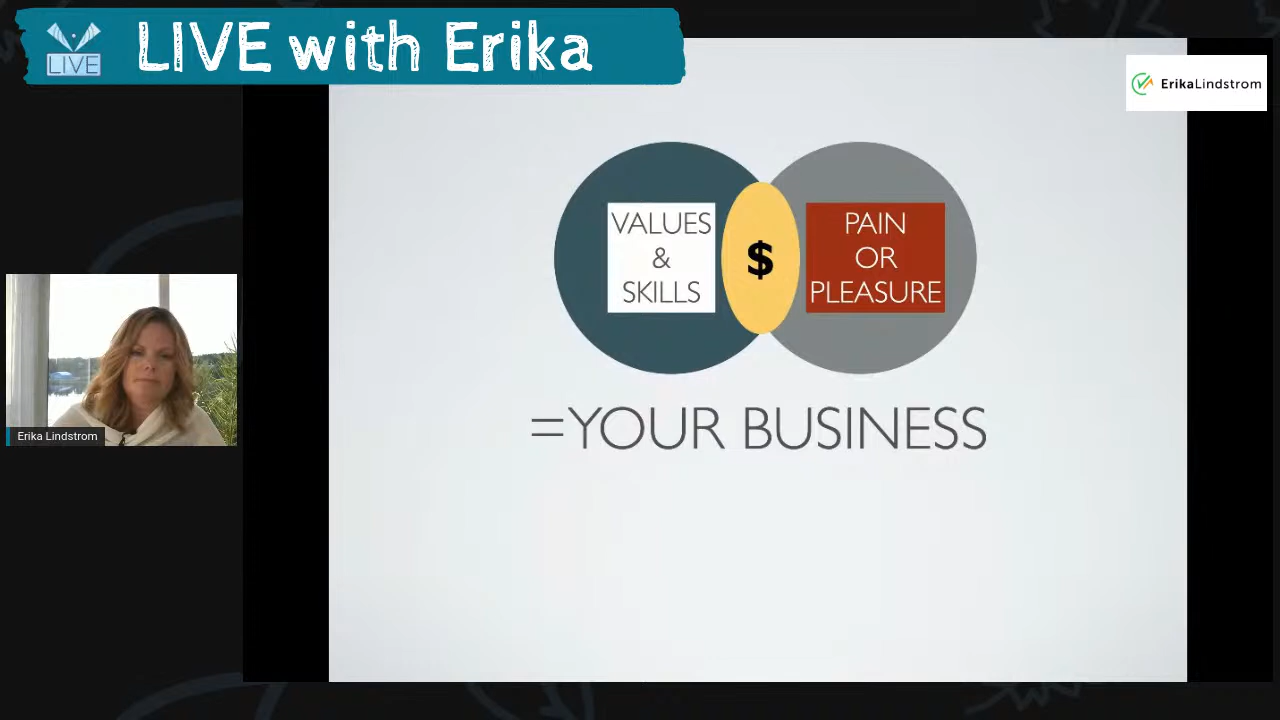 LIVE
LIVE with Erika
ErikaLindstrom
VALUES
&
SKILLS
$
PAIN
OR
PLEASURE
=YOUR BUSINESS
Erika Lindstrom